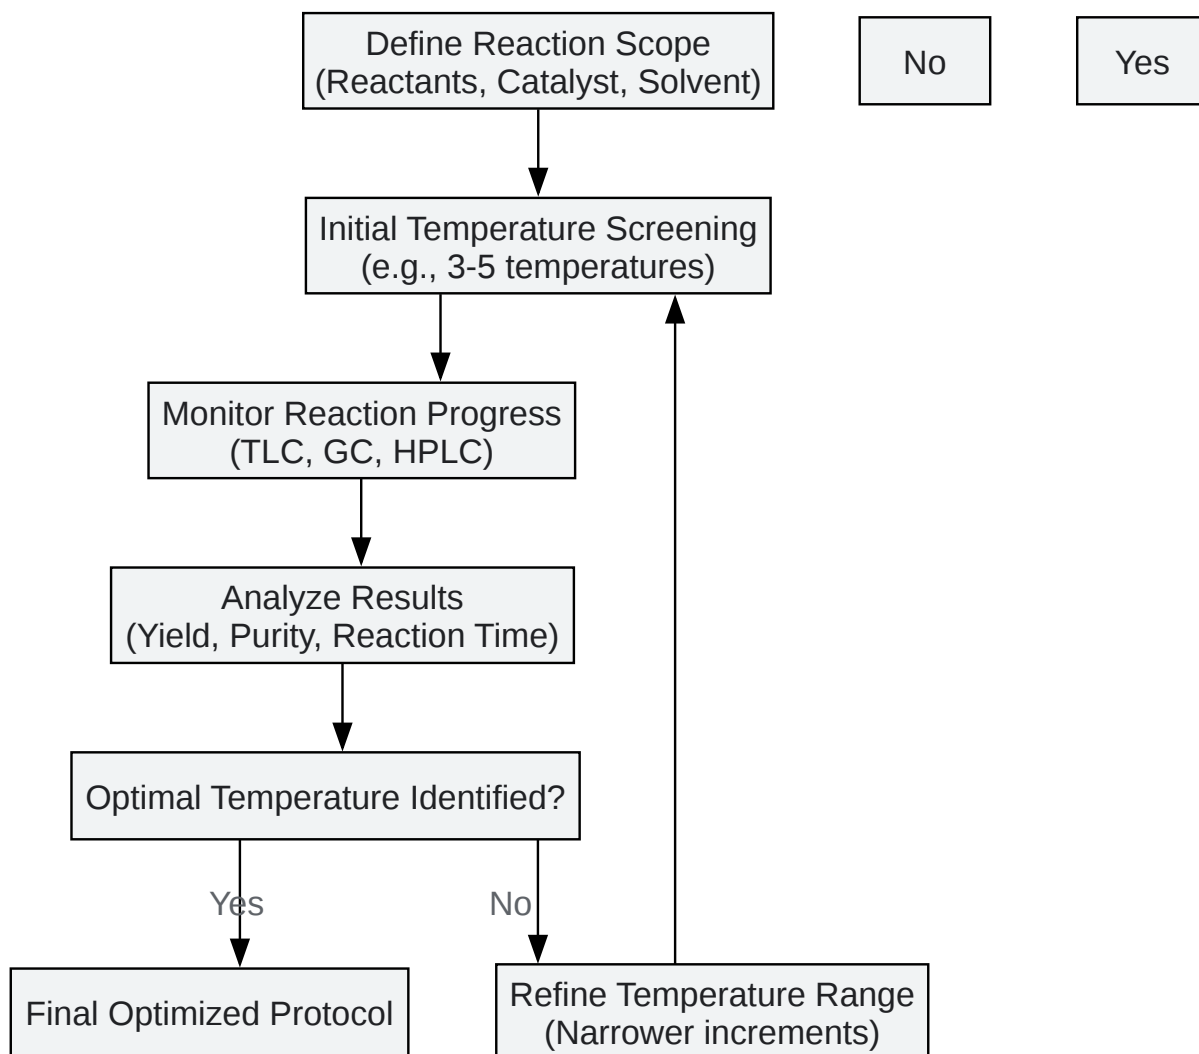 Define Reaction Scope
(Reactants, Catalyst, Solvent)
No
Yes
Initial Temperature Screening
(e.g., 3-5 temperatures)
Monitor Reaction Progress
(TLC, GC, HPLC)
Analyze Results
(Yield, Purity, Reaction Time)
Optimal Temperature Identified?
Yes
No
Final Optimized Protocol
Refine Temperature Range
(Narrower increments)